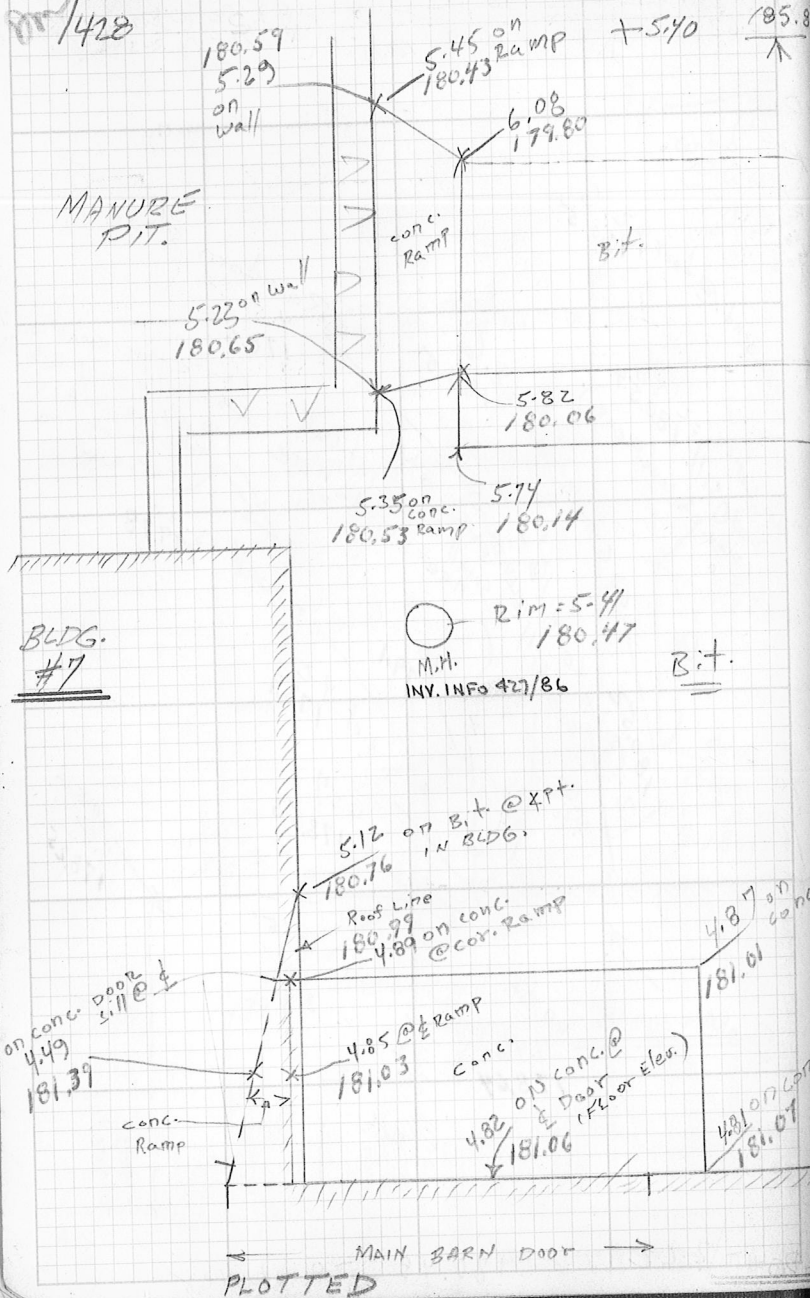 /428
180.59
5.29
on
wall
5.45 on
Ramp
180.43
+5.40
185.8
6.08
179.80
MANURE
PIT.
conc.
Ramp
Bit.
5.23 on wall
180.65
5.82
180.06
5.35 on
conc.
180.53 Ramp
5.74
180.14
BLDG.
#7
Rim = 5.41
180.47
M.H.
INV. INFO 427/86
Bit.
5.12 on Bit. @ ∡pt.
IN BLDG.
180.76
Roof Line
180.99
4.89 on conc.
@ cor. Ramp
4.87 on
conc
181.01
on conc. DOOR
sill @ ℄
4.49
181.39
4.85 @ ℄ Ramp
181.03
conc.
conc.
Ramp
4.82 ON conc. @
℄ Door
181.06 (Floor Elev.)
4.81 on con
181.07
MAIN BARN DOOR
PLOTTED